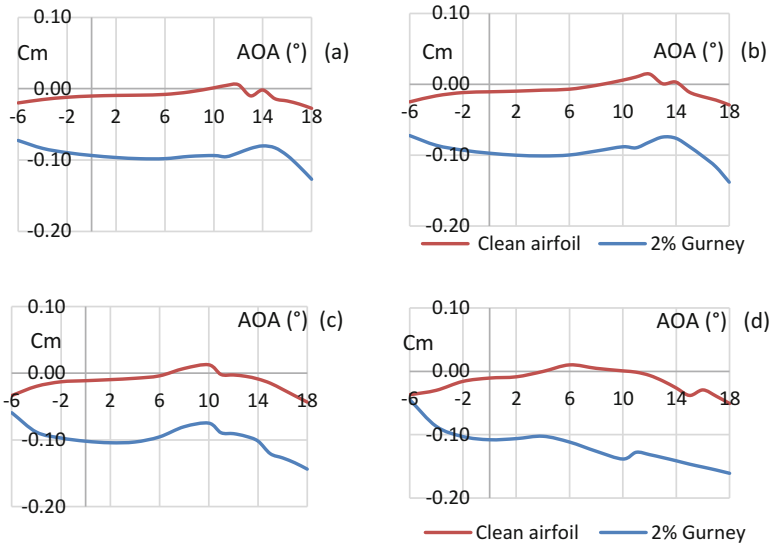 0.10
Cm
AOA (°) (a)
0.00
-6 -2 2 6 10 14 18
-0.10
-0.20
0.10
Cm
AOA (°) (b)
0.00
-6 -2 2 6 10 14 18
-0.10
-0.20
Clean airfoil 2% Gurney
0.10
AOA (°) (c)
Cm
0.00
-6 -2 2 6 10 14 18
-0.10
-0.20
0.10
AOA (°) (d)
Cm
0.00
-6 -2 2 6 10 14 18
-0.10
-0.20
Clean airfoil 2% Gurney